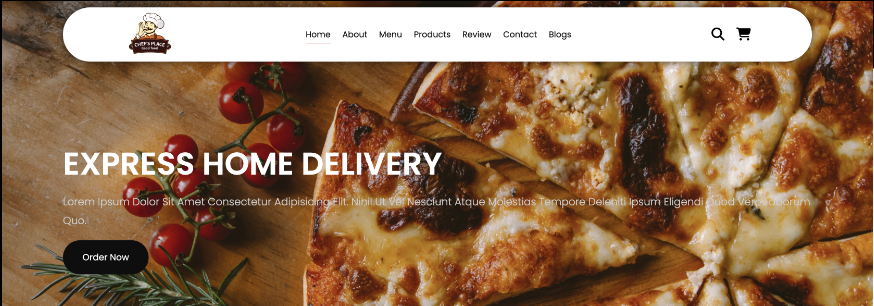 CHEF'S PLACE
Home About Menu Products Review Contact Blogs
EXPRESS HOME DELIVERY
Lorem Ipsum Dolor Sit Amet Consectetur Adipisicing Elit. Nihil Ut Vel Nesciunt Atque Molestias Tempore Deleniti Ipsum Eligendi Quod Vero Laborum
Quo.
Order Now